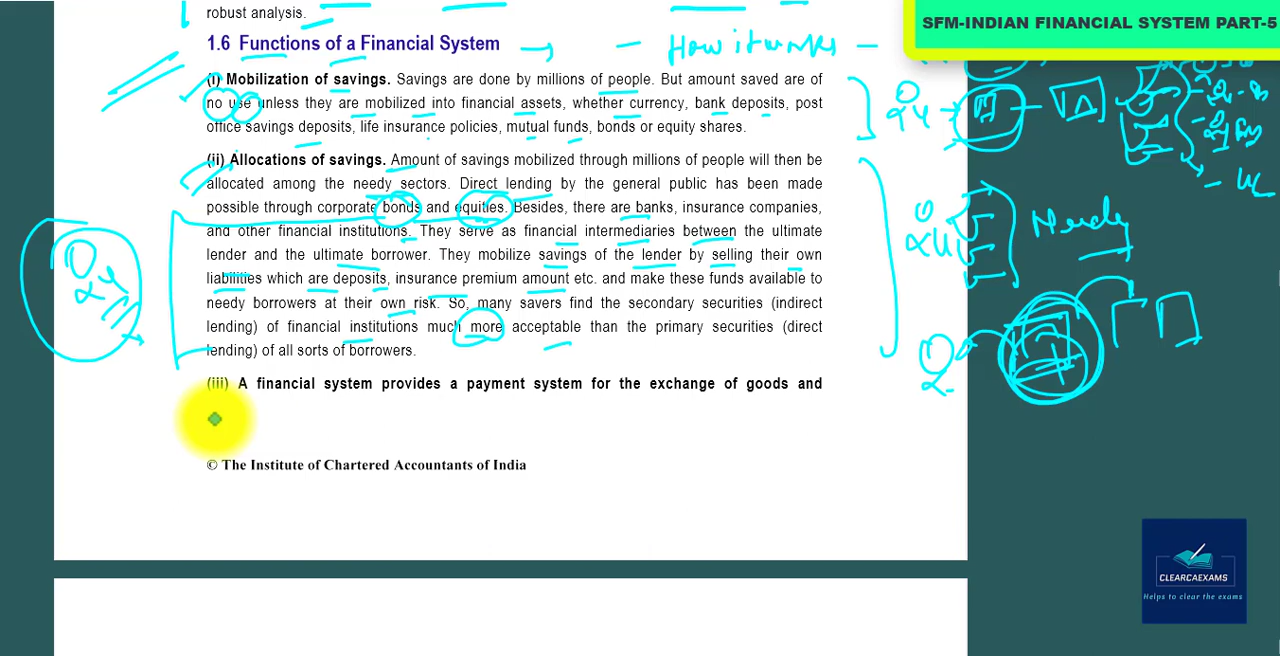 robust analysis.
SFM-INDIAN FINANCIAL SYSTEM PART-5
1.6 Functions of a Financial System
How it works
(i) Mobilization of savings. Savings are done by millions of people. But amount saved are of
no use unless they are mobilized into financial assets, whether currency, bank deposits, post
office savings deposits, life insurance policies, mutual funds, bonds or equity shares.
(ii) Allocations of savings. Amount of savings mobilized through millions of people will then be
allocated among the needy sectors. Direct lending by the general public has been made
possible through corporate bonds and equities. Besides, there are banks, insurance companies,
and other financial institutions. They serve as financial intermediaries between the ultimate
lender and the ultimate borrower. They mobilize savings of the lender by selling their own
liabilities which are deposits, insurance premium amount etc. and make these funds available to
needy borrowers at their own risk. So, many savers find the secondary securities (indirect
lending) of financial institutions much more acceptable than the primary securities (direct
lending) of all sorts of borrowers.
Needy
(iii) A financial system provides a payment system for the exchange of goods and
© The Institute of Chartered Accountants of India
CLEARCAEXAMS
Helps to clear the exams